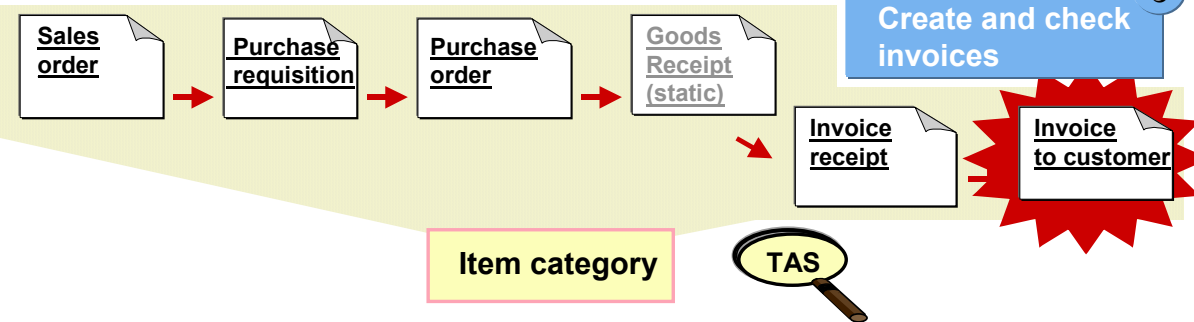 Sales
order
Purchase
requisition
Purchase
order
Goods
Receipt
(static)
Create and check
invoices
Invoice
receipt
Invoice
to customer
Item category
TAS